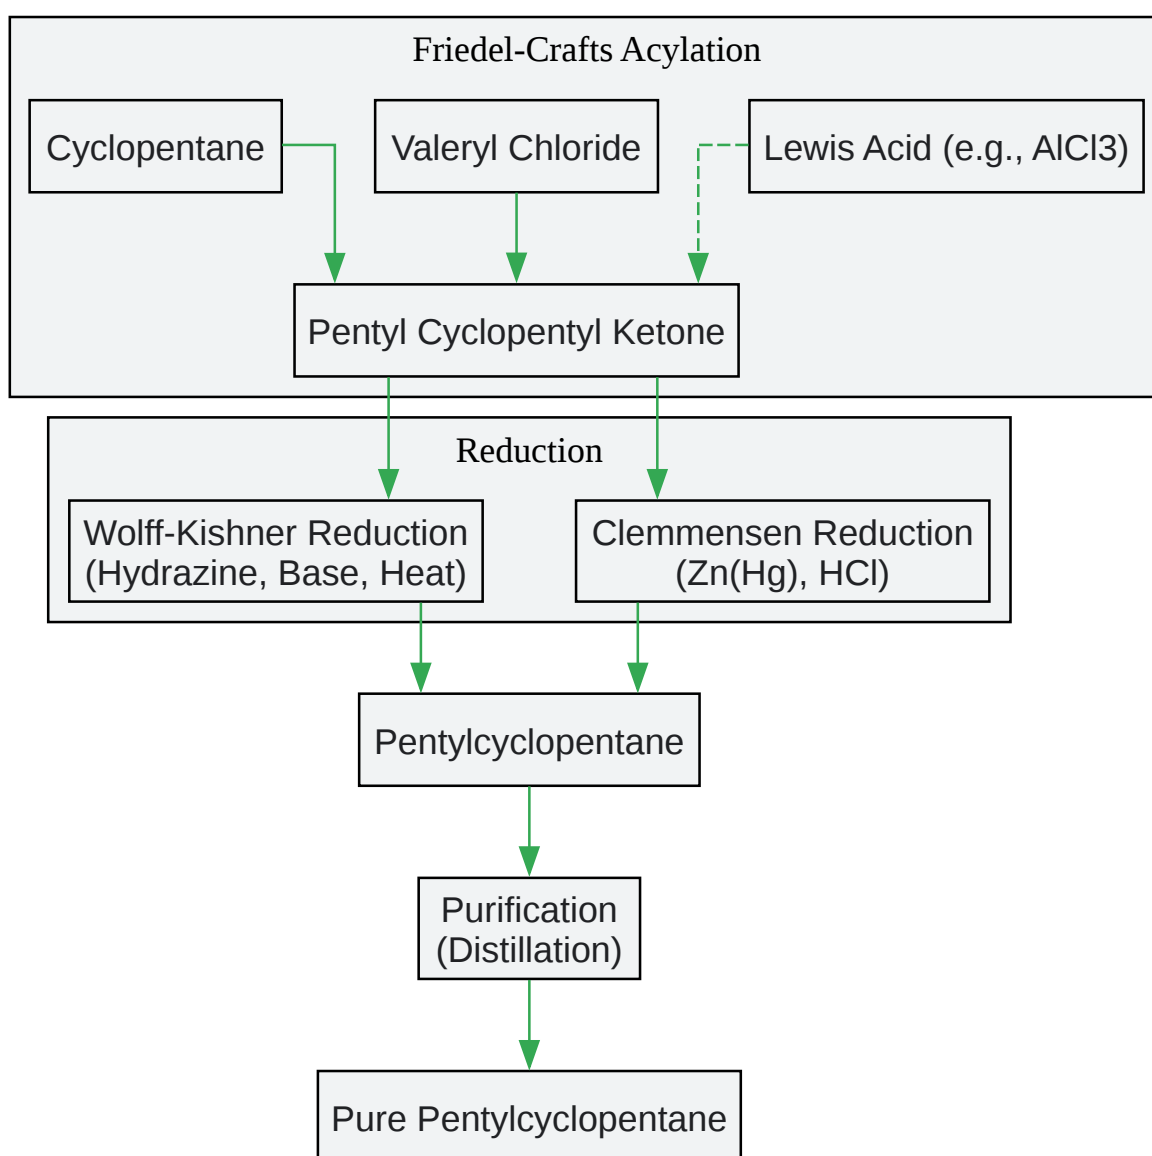 Friedel-Crafts Acylation
Cyclopentane
Valeryl Chloride
Lewis Acid (e.g., AlCl3)
Pentyl Cyclopentyl Ketone
Reduction
Wolff-Kishner Reduction
(Hydrazine, Base, Heat)
Clemmensen Reduction
(Zn(Hg), HCl)
Pentylcyclopentane
Purification
(Distillation)
Pure Pentylcyclopentane